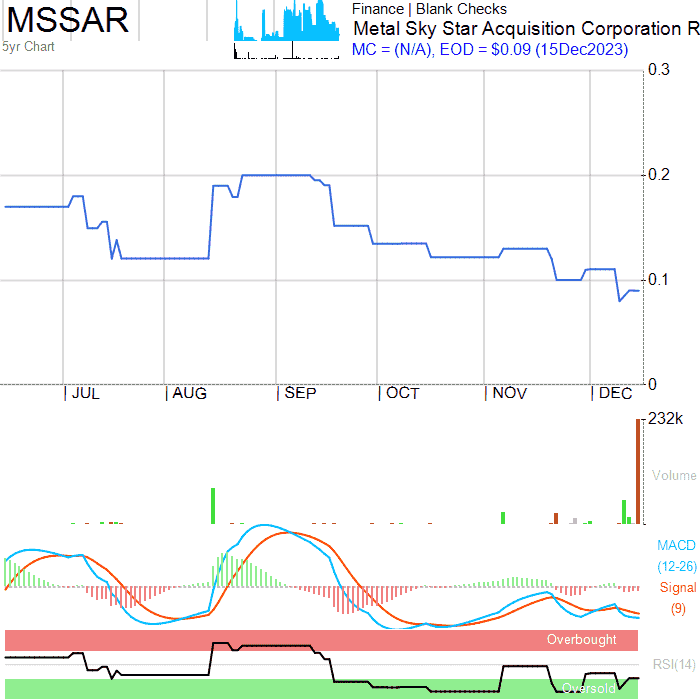 MSSAR
5yr Chart
Finance | Blank Checks
Metal Sky Star Acquisition Corporation R
MC = (N/A), EOD = $0.09 (15Dec2023)
0.3
0.2
0.1
0
JUL
AUG
SEP
OCT
NOV
DEC
232k
Volume
MACD
(12-26)
Signal
(9)
Overbought
RSI(14)
Oversold